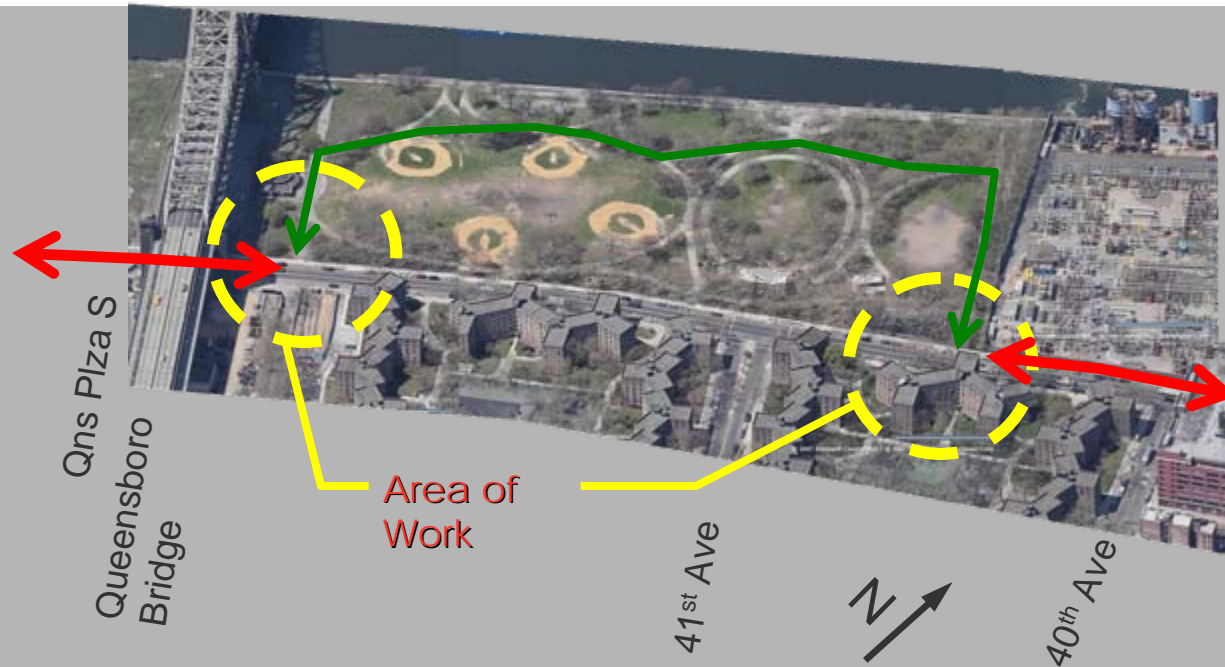 Qns Plza S
Queensboro
Bridge
Area of
Work
41st Ave
N
40th Ave